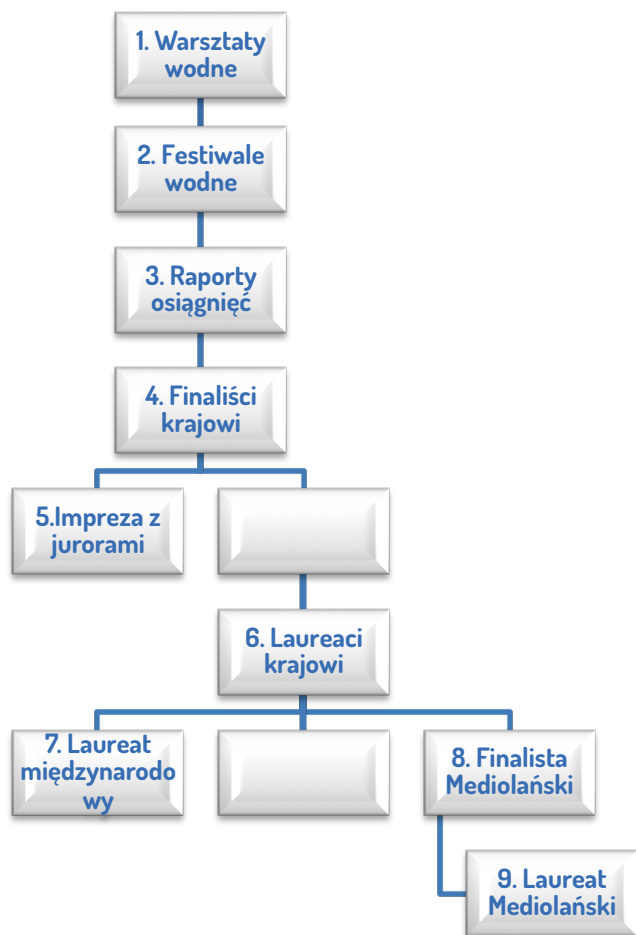 1. Warsztaty
wodne
2. Festiwale
wodne
3. Raporty
osiągnięć
4. Finaliści
krajowi
5.Impreza z
jurorami
6. Laureaci
krajowi
7. Laureat
międzynarodo
wy
8. Finalista
Mediolański
9. Laureat
Mediolański